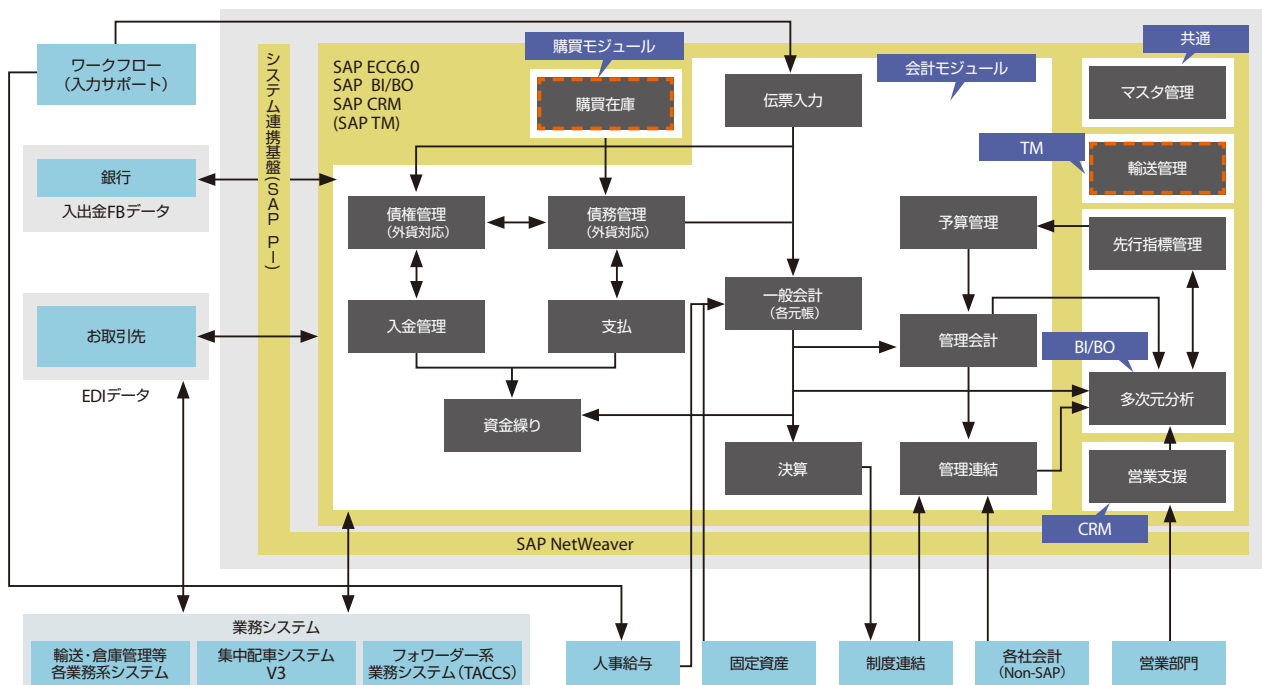 ワークフロー
（入力サポート）
銀行
入出金FBデータ
お取引先
EDIデータ
システム連携基盤（SAP PI）
SAP ECC6.0
SAP BI/BO
SAP CRM
(SAP TM)
購買モジュール
購買在庫
伝票入力
会計モジュール
共通
マスタ管理
TM
輸送管理
債権管理
（外貨対応）
債務管理
（外貨対応）
予算管理
先行指標管理
入金管理
支払
一般会計
（各元帳）
管理会計
BI/BO
多次元分析
資金繰り
決算
管理連結
営業支援
CRM
SAP NetWeaver
業務システム
輸送・倉庫管理等
各業務系システム
集中配車システム
V3
フォワーダー系
業務システム（TACCS）
人事給与
固定資産
制度連結
各社会計
(Non-SAP)
営業部門